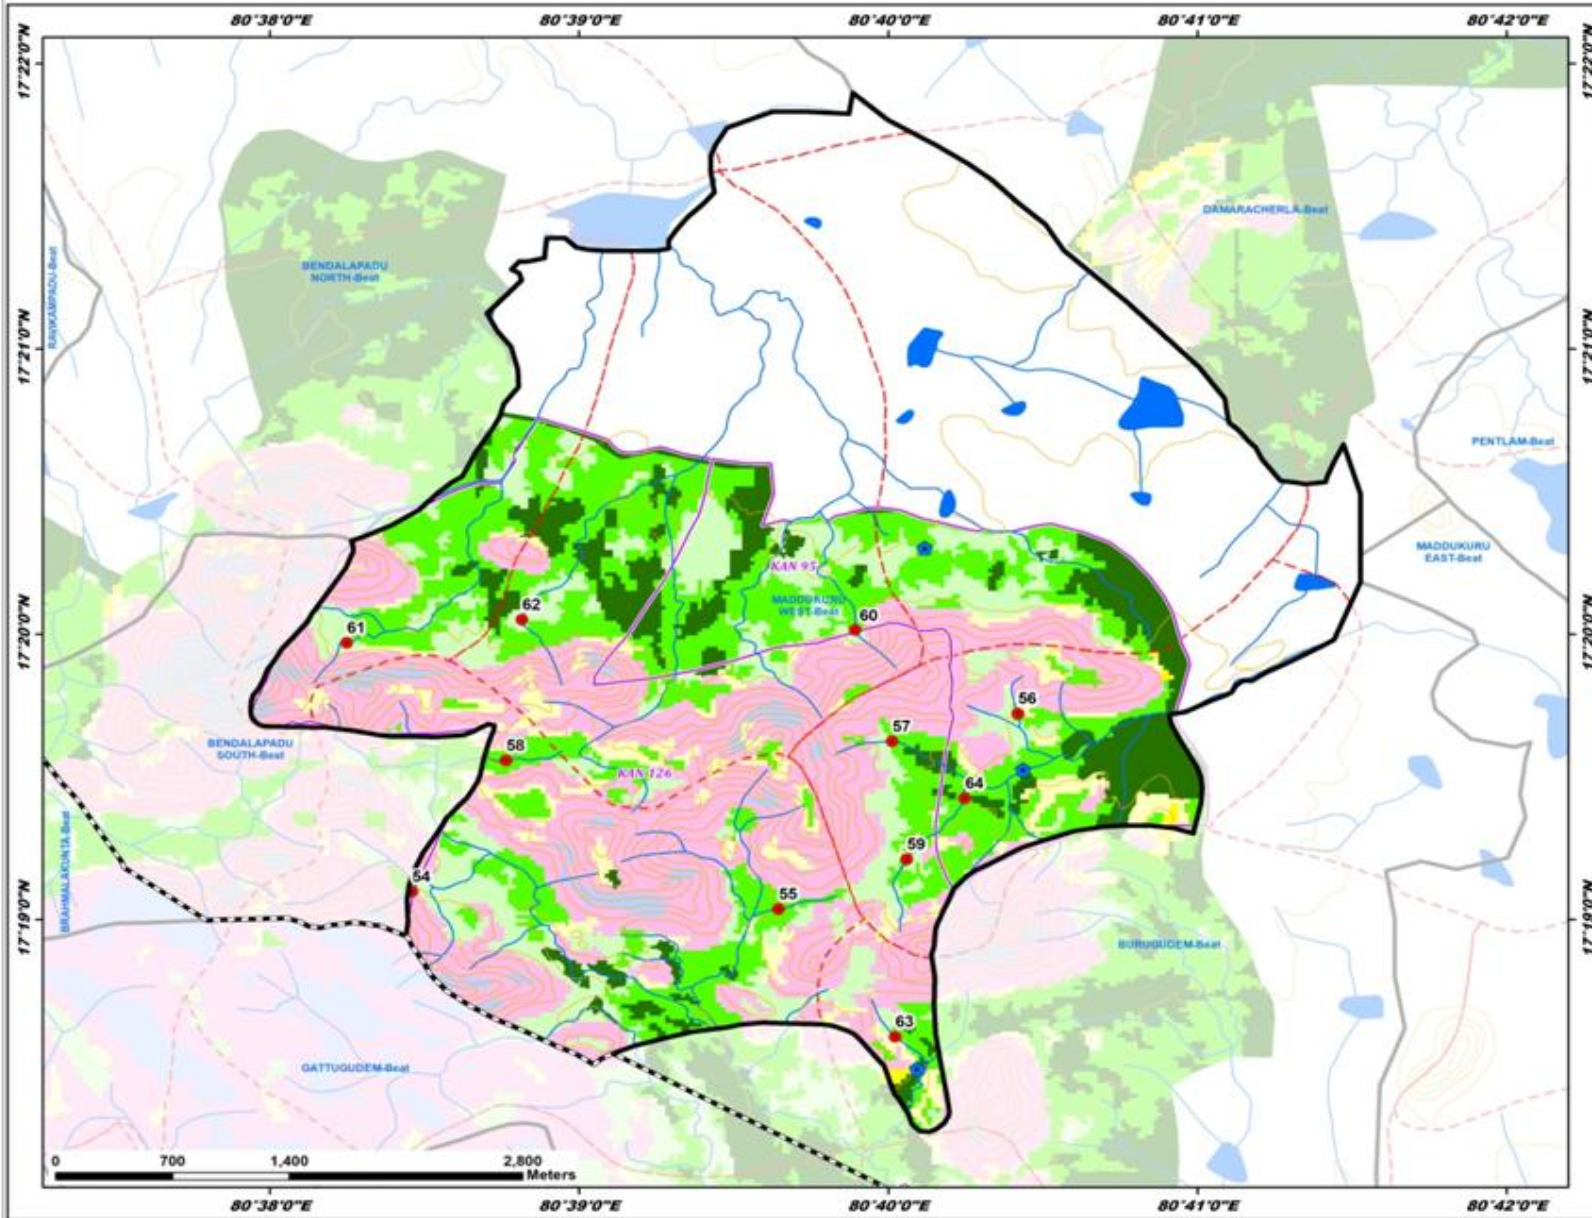 80°38'0"E 80°39'0"E 80°40'0"E 80°41'0"E 80°42'0"E
17°22'0"N
17°22'0"N
DAMARACHERLA-Beat
BENDALAPADU
NORTH-Beat
RAVIKAMPADU-Beat
17°21'0"N
17°21'0"N
PENTLAM-Beat
MADDUKURU
EAST-Beat
KAN 95
MADDUKURU
WEST-Beat
62
60
61
17°20'0"N
17°20'0"N
56
57
BENDALAPADU
SOUTH-Beat
58
KAN 126
64
BRAHMALAKUNTA-Beat
59
54
55
17°19'0"N
17°19'0"N
BURUGUDEM-Beat
63
GATTUGUDEM-Beat
0 700 1,400 2,800
Meters
80°38'0"E 80°39'0"E 80°40'0"E 80°41'0"E 80°42'0"E